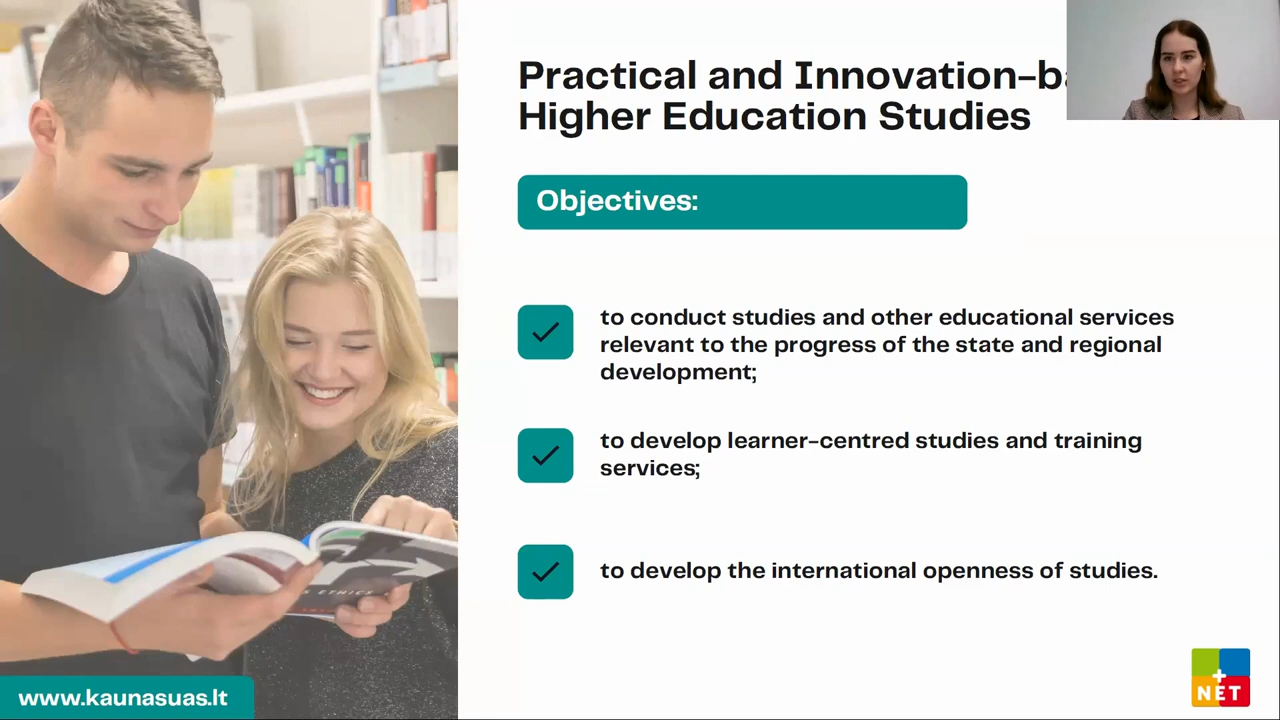 Practical and Innovation-b
Higher Education Studies
Objectives:
to conduct studies and other educational services
relevant to the progress of the state and regional
development;
to develop learner-centred studies and training
services;
to develop the international openness of studies.
S ETHICS
www.kaunasuas.lt
+
NET